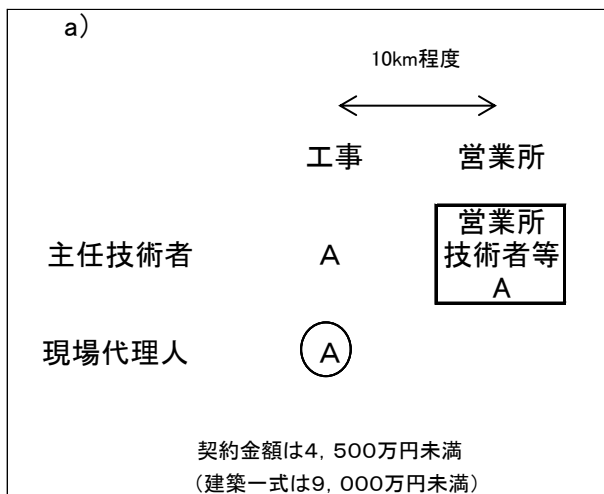 a）
10km程度
工事 営業所
営業所
技術者等
主任技術者 A A
現場代理人 A
契約金額は4，500万円未満
（建築一式は9，000万円未満）